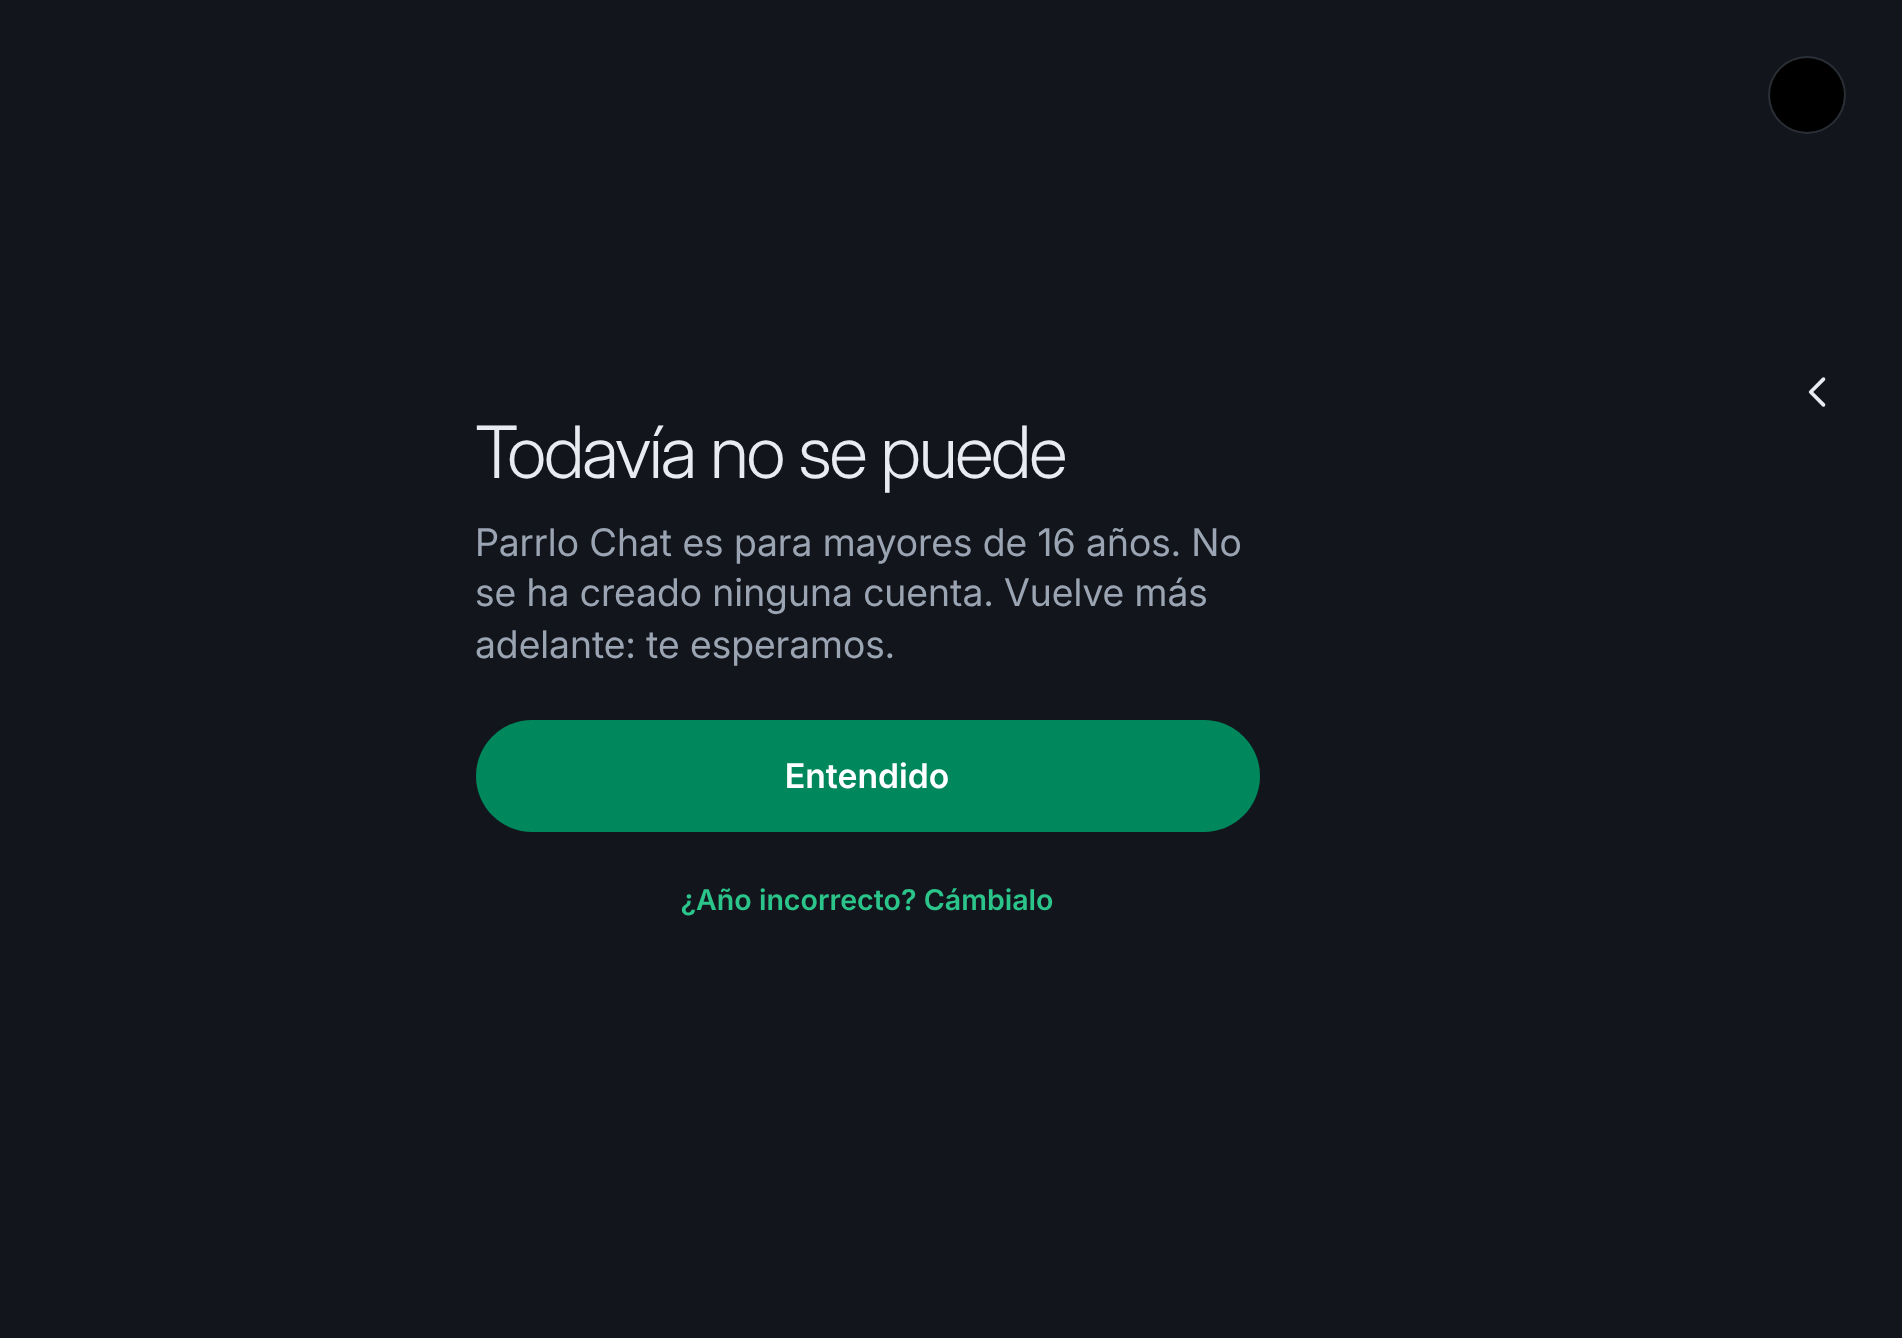 Todavía no se puede
Parrlo Chat es para mayores de 16 años. No
se ha creado ninguna cuenta. Vuelve más
adelante: te esperamos.
Entendido
¿Año incorrecto? Cámbialo